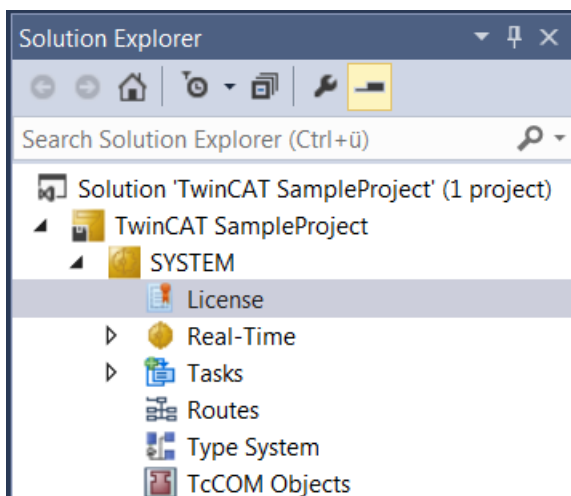 Solution Explorer
Search Solution Explorer (Ctrl+ü)
Solution 'TwinCAT SampleProject' (1 project)
TwinCAT SampleProject
SYSTEM
License
Real-Time
Tasks
Routes
Type System
TcCOM Objects